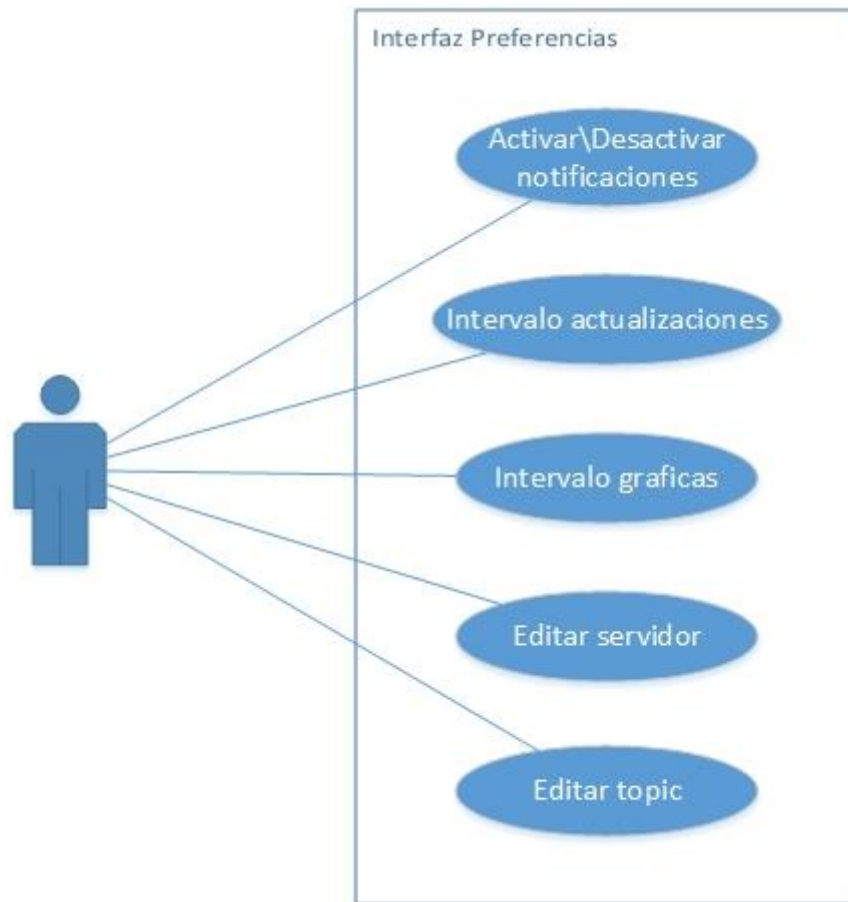 Interfaz Preferencias
Activar\Desactivar
notificaciones
Intervalo actualizaciones
Intervalo graficas
Editar servidor
Editar topic